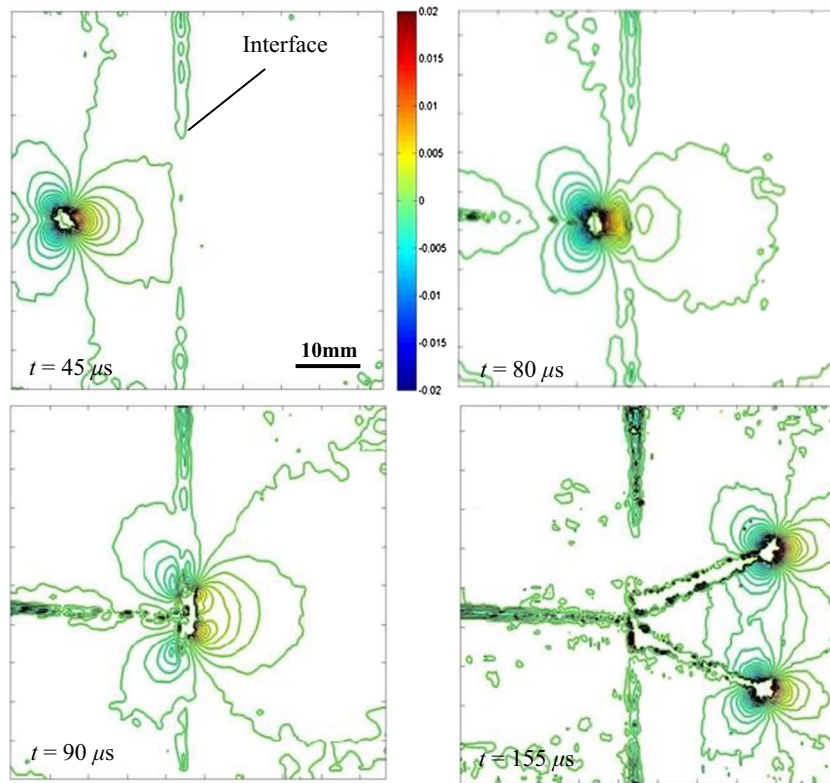 Interface
0.02
0.015
0.01
0.005
0
-0.005
-0.01
-0.015
-0.02
10mm
t = 45 μs
t = 80 μs
t = 90 μs
t = 155 μs